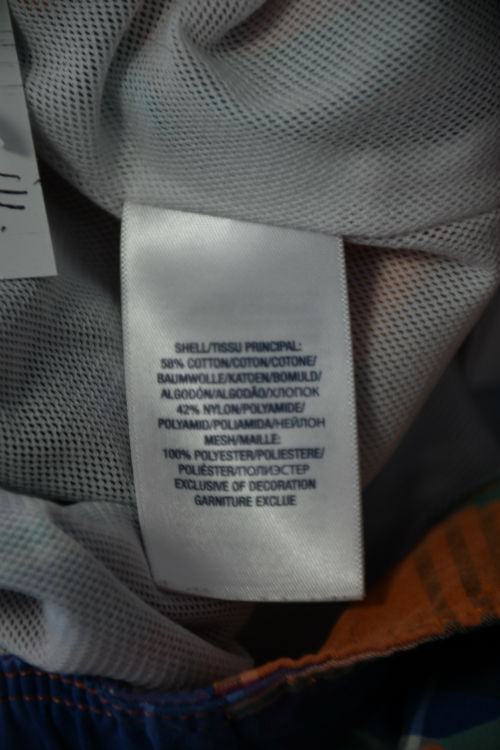 SHELL/TISSU PRINCIPAL:
58% COTTON/COTON/COTONE/
BAUMWOLLE/KATOEN/BOMULD/
ALGODÓN/ALGODÃO/ХЛОПОК
42% NYLON/POLYAMIDE/
POLYAMID/POLIAMIDA/НЕЙЛОН
MESH/MAILLE:
100% POLYESTER/POLIESTERE/
POLIÉSTER/ПОЛИЭСТЕР
EXCLUSIVE OF DECORATION
GARNITURE EXCLUE